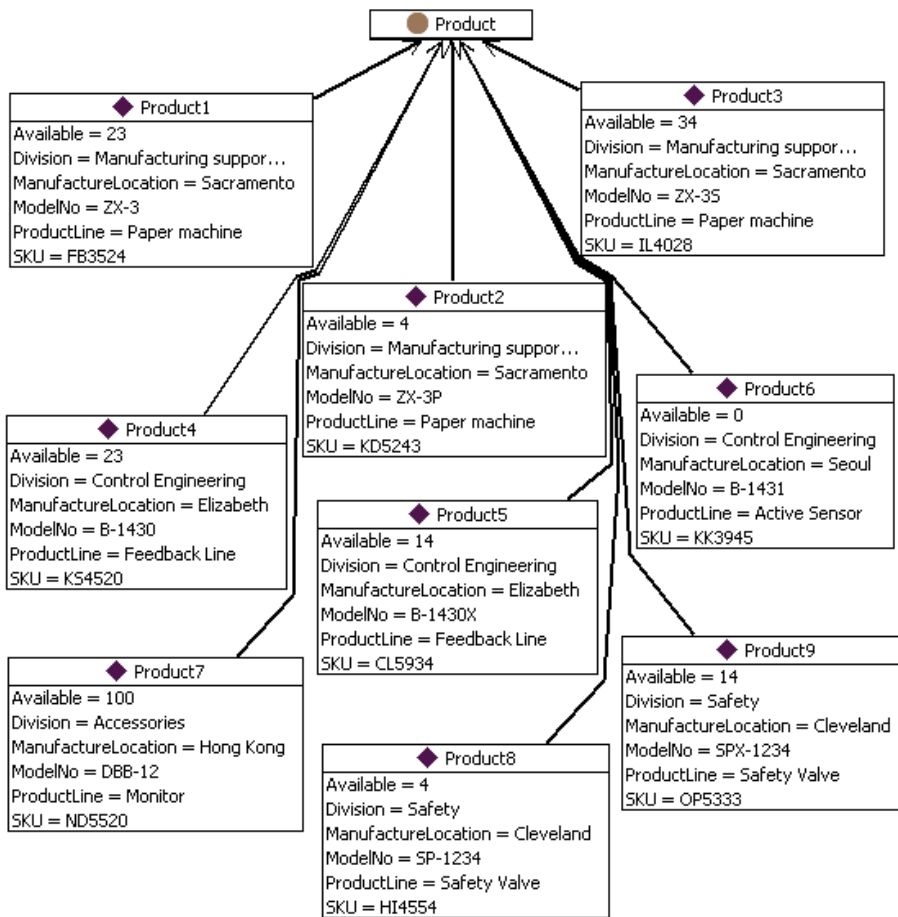 Product
Product1
Available = 23
Division = Manufacturing suppor...
ManufactureLocation = Sacramento
ModelNo = ZX-3
ProductLine = Paper machine
SKU = FB3524
Product3
Available = 34
Division = Manufacturing suppor...
ManufactureLocation = Sacramento
ModelNo = ZX-3S
ProductLine = Paper machine
SKU = IL4028
Product2
Available = 4
Division = Manufacturing suppor...
ManufactureLocation = Sacramento
ModelNo = ZX-3P
ProductLine = Paper machine
SKU = KD5243
Product4
Available = 23
Division = Control Engineering
ManufactureLocation = Elizabeth
ModelNo = B-1430
ProductLine = Feedback Line
SKU = KS4520
Product5
Available = 14
Division = Control Engineering
ManufactureLocation = Elizabeth
ModelNo = B-1430X
ProductLine = Feedback Line
SKU = CL5934
Product6
Available = 0
Division = Control Engineering
ManufactureLocation = Seoul
ModelNo = B-1431
ProductLine = Active Sensor
SKU = KK3945
Product7
Available = 100
Division = Accessories
ManufactureLocation = Hong Kong
ModelNo = DBB-12
ProductLine = Monitor
SKU = ND5520
Product8
Available = 4
Division = Safety
ManufactureLocation = Cleveland
ModelNo = SP-1234
ProductLine = Safety Valve
SKU = HI4554
Product9
Available = 14
Division = Safety
ManufactureLocation = Cleveland
ModelNo = SPX-1234
ProductLine = Safety Valve
SKU = OP5333